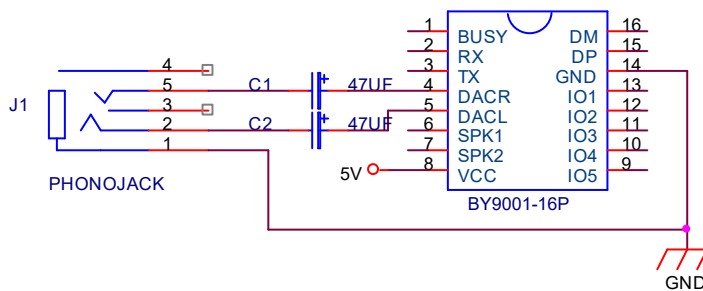 1 BUSY DM 16
2 RX DP 15
4 3 TX GND 14
5 C1 47UF 4 DACR IO1 13
J1 3 5 DACL IO2 12
2 C2 47UF 6 SPK1 IO3 11
1 7 SPK2 IO4 10
PHONOJACK 5V 8 VCC IO5 9
BY9001-16P
GND